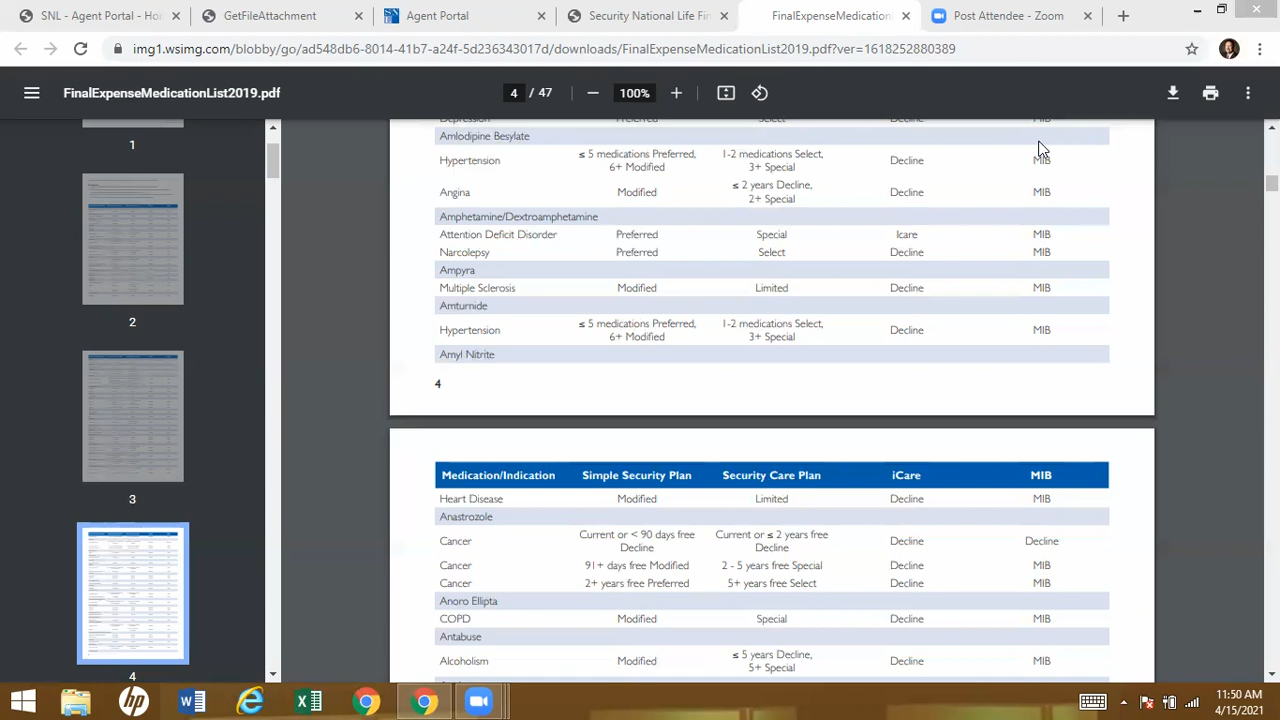 SNL - Agent Portal - Hom
GetFileAttachment
Agent Portal
Security National Life Fin
FinalExpenseMedication
Post Attendee - Zoom
img1.wsimg.com/blobby/go/ad548db6-8014-41b7-a24f-5d236343017d/downloads/FinalExpenseMedicationList2019.pdf?ver=1618252880389
FinalExpenseMedicationList2019.pdf
4 / 47
100%
1
2
3
4
Depression Preferred Select Decline MIB
Amlodipine Besylate
Hypertension ≤ 5 medications Preferred, 6+ Modified 1-2 medications Select, 3+ Special Decline MIB
Angina Modified ≤ 2 years Decline, 2+ Special Decline MIB
Amphetamine/Dextroamphetamine
Attention Deficit Disorder Preferred Special Icare MIB
Narcolepsy Preferred Select Decline MIB
Ampyra
Multiple Sclerosis Modified Limited Decline MIB
Amturnide
Hypertension ≤ 5 medications Preferred, 6+ Modified 1-2 medications Select, 3+ Special Decline MIB
Amyl Nitrite
4
Medication/Indication Simple Security Plan Security Care Plan iCare MIB
Heart Disease Modified Limited Decline MIB
Anastrozole
Cancer Current or < 90 days free Decline Current or ≤ 2 years free Decline Decline Decline
Cancer 91+ days free Modified 2 - 5 years free Special Decline MIB
Cancer 2+ years free Preferred 5+ years free Select Decline MIB
Anoro Ellipta
COPD Modified Special Decline MIB
Antabuse
Alcoholism Modified ≤ 5 years Decline, 5+ Special Decline MIB
11:50 AM
4/15/2021